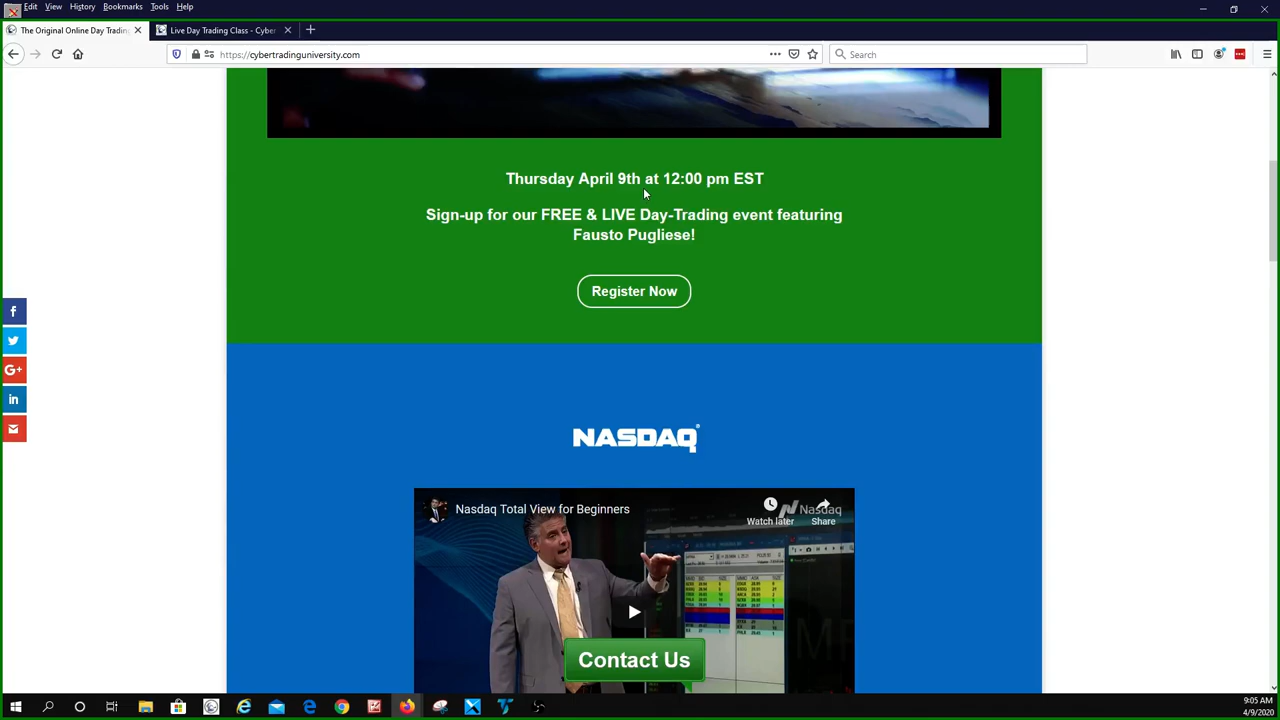 Edit View History Bookmarks Tools Help
The Original Online Day Trading
Live Day Trading Class - Cyber
https://cybertradinguniversity.com
Search
Thursday April 9th at 12:00 pm EST
Sign-up for our FREE & LIVE Day-Trading event featuring
Fausto Pugliese!
Register Now
f
G+
in
NASDAQ
Nasdaq Total View for Beginners
Nasdaq
Watch later
Share
Contact Us
9:05 AM
4/9/2020